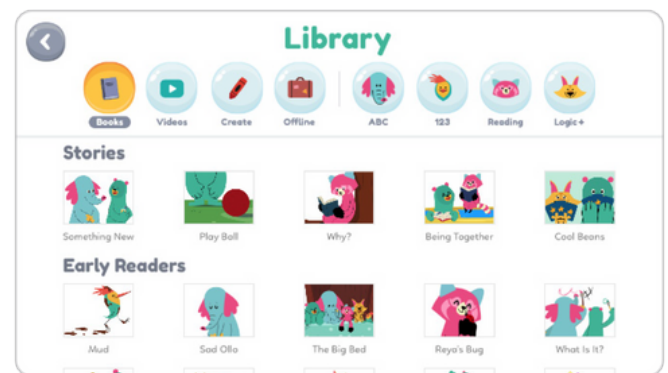 Library
Books Videos Create Offline ABC 123 Reading Logic+
Stories
Something New Play Ball Why? Being Together Cool Beans
Early Readers
Mud Sad Ollo The Big Bed Reya's Bug What Is It?